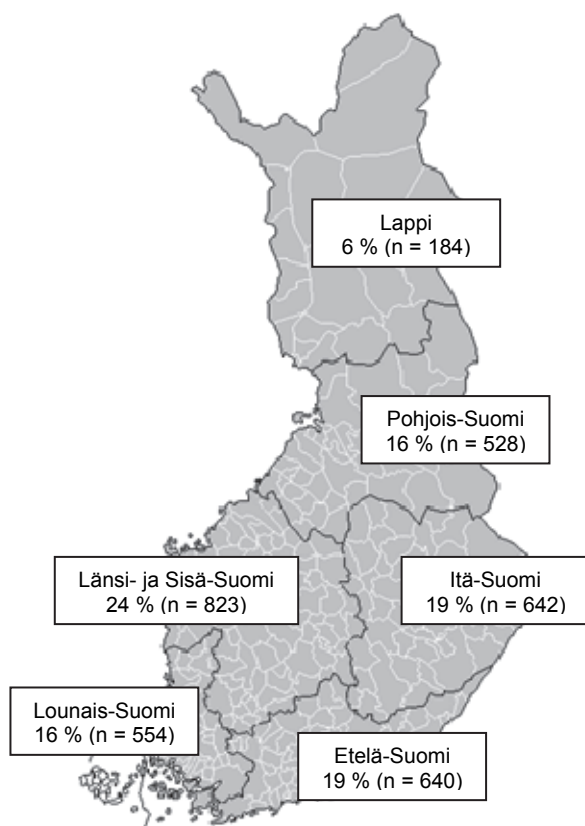 Lappi
6 % (n = 184)
Pohjois-Suomi
16 % (n = 528)
Länsi- ja Sisä-Suomi
24 % (n = 823)
Itä-Suomi
19 % (n = 642)
Lounais-Suomi
16 % (n = 554)
Etelä-Suomi
19 % (n = 640)